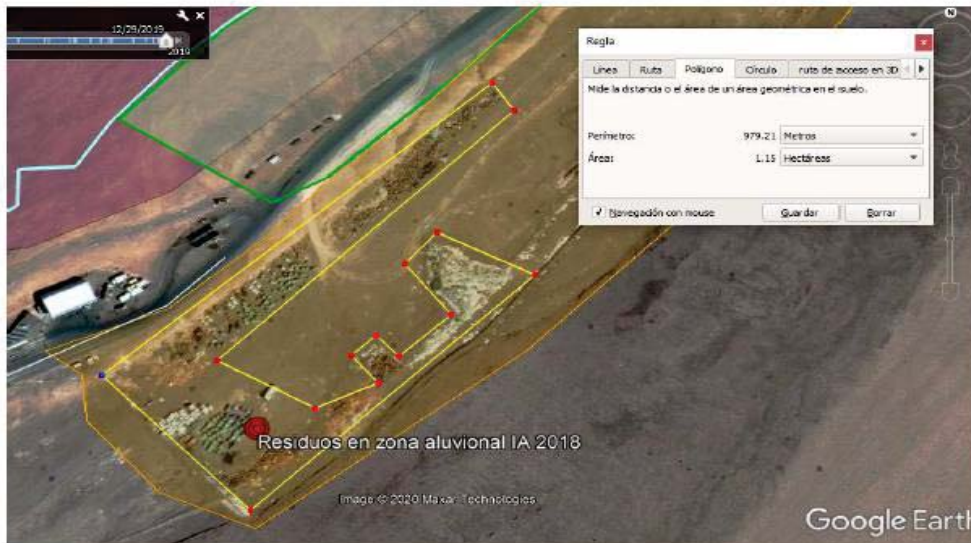 12/29/2019
2019
N
Regla
Línea Ruta Polígono Círculo ruta de acceso en 3D
Mide la distancia o el área de un área geométrica en el suelo.
Perímetro: 979.21 Metros
Área: 1.15 Hectáreas
Navegación con mouse Guardar Borrar
Residuos en zona aluvional IA 2018
Image © 2020 Maxar Technologies
Google Earth